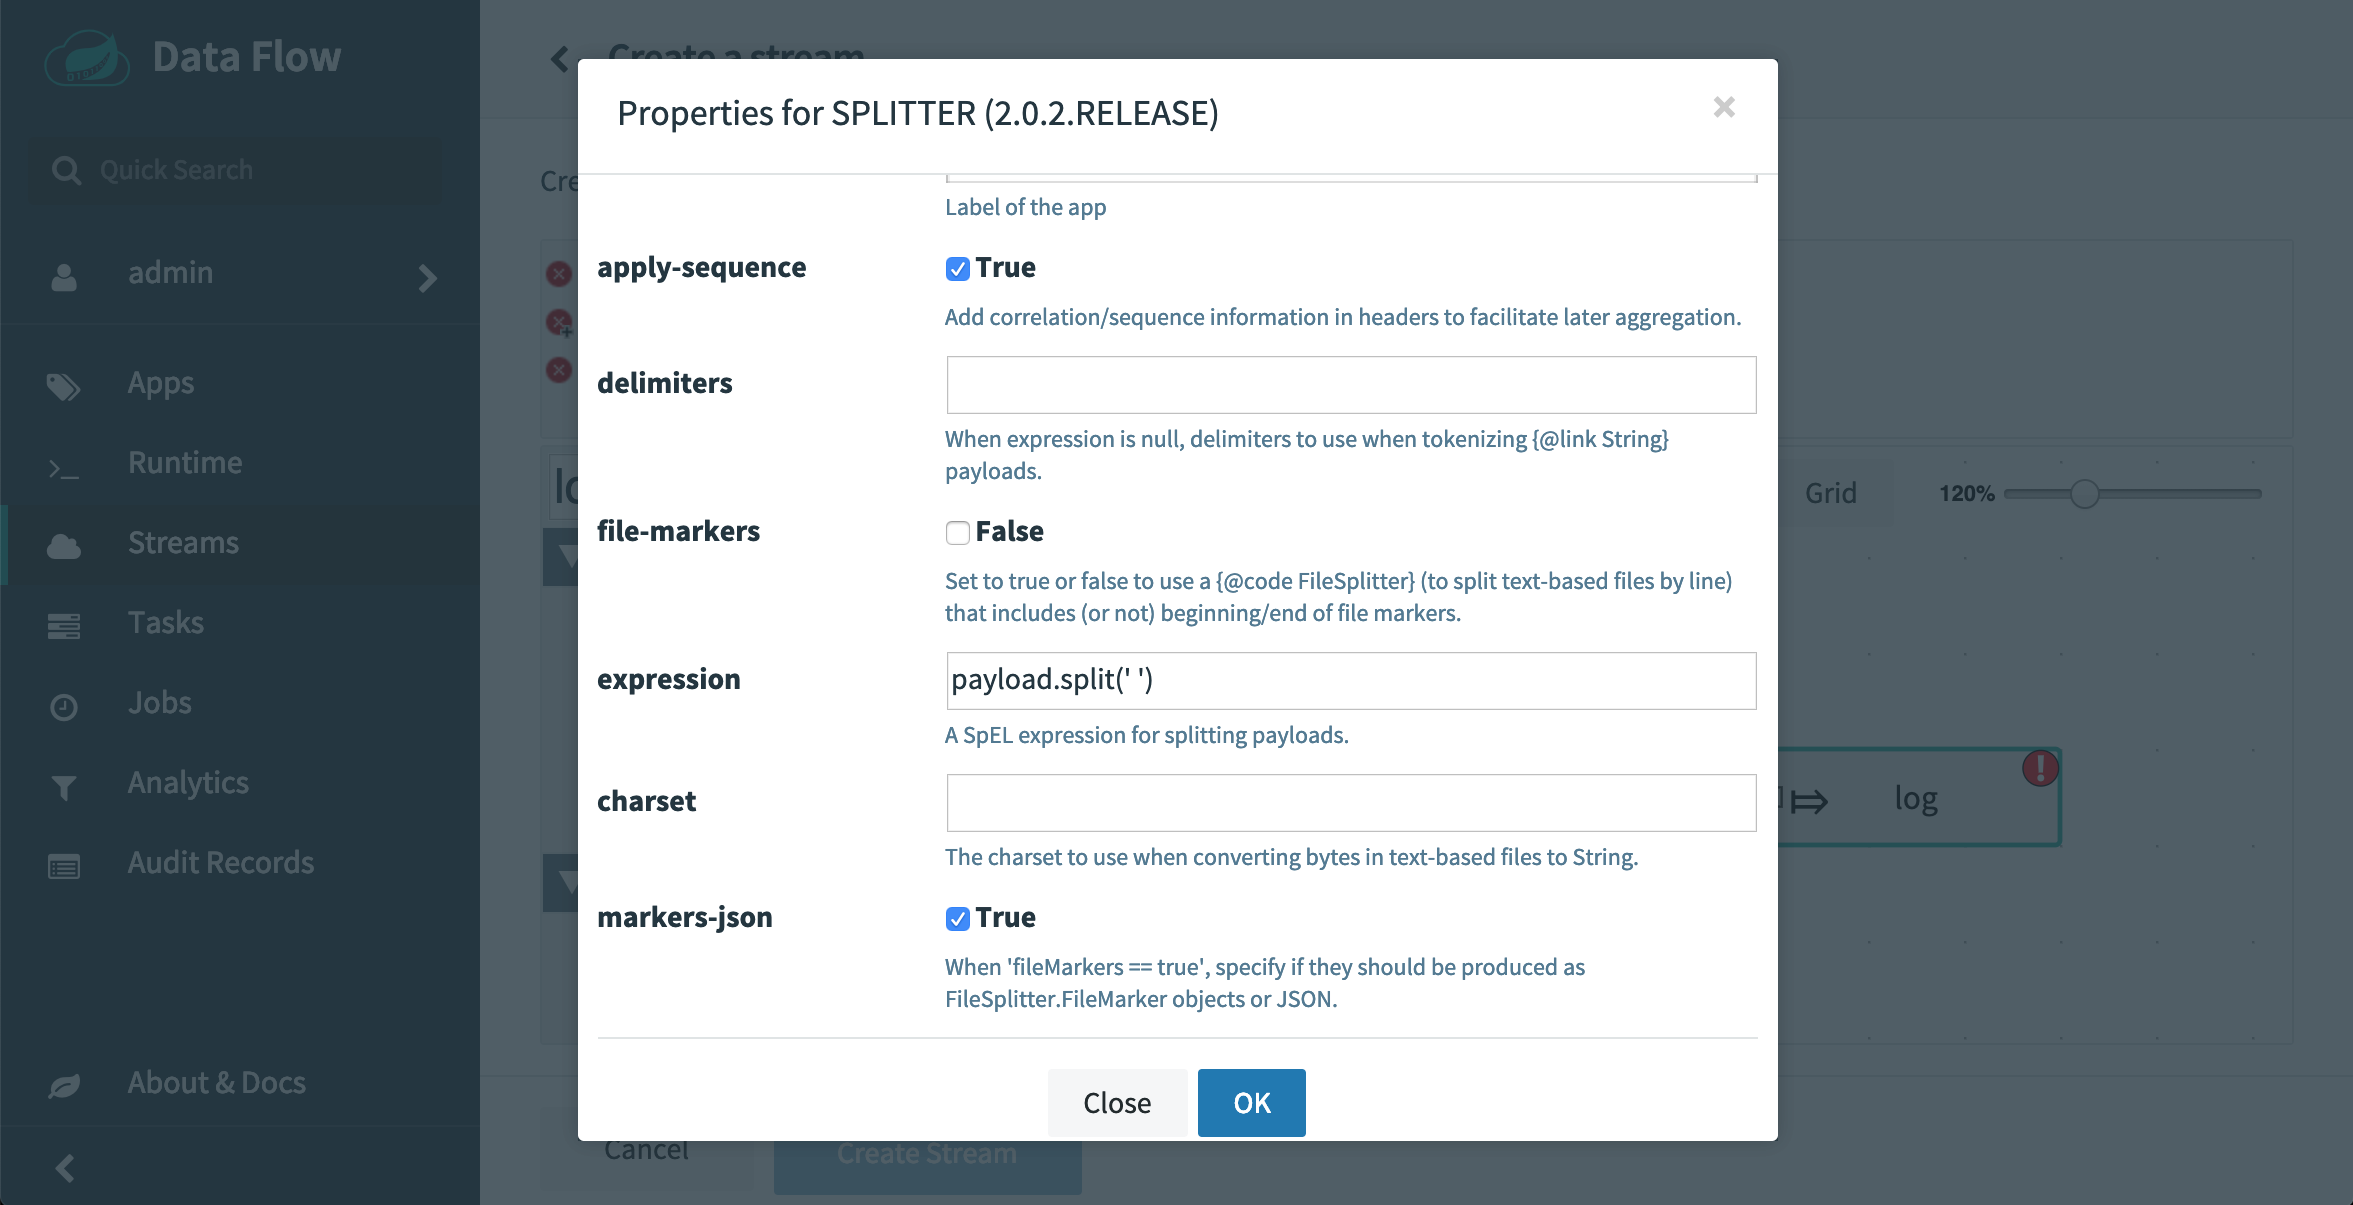 Data Flow
Create a stream
Properties for SPLITTER (2.0.2.RELEASE)
Quick Search
Cre
Label of the app
admin
apply-sequence
True
Add correlation/sequence information in headers to facilitate later aggregation.
Apps
delimiters
When expression is null, delimiters to use when tokenizing {@link String}
payloads.
Runtime
Grid
120%
Streams
file-markers
False
Set to true or false to use a {@code FileSplitter} (to split text-based files by line)
that includes (or not) beginning/end of file markers.
Tasks
expression
payload.split(' ')
A SpEL expression for splitting payloads.
Jobs
Analytics
charset
The charset to use when converting bytes in text-based files to String.
log
Audit Records
markers-json
True
When 'fileMarkers == true', specify if they should be produced as
FileSplitter.FileMarker objects or JSON.
About & Docs
Close
OK
Cancel
Create Stream